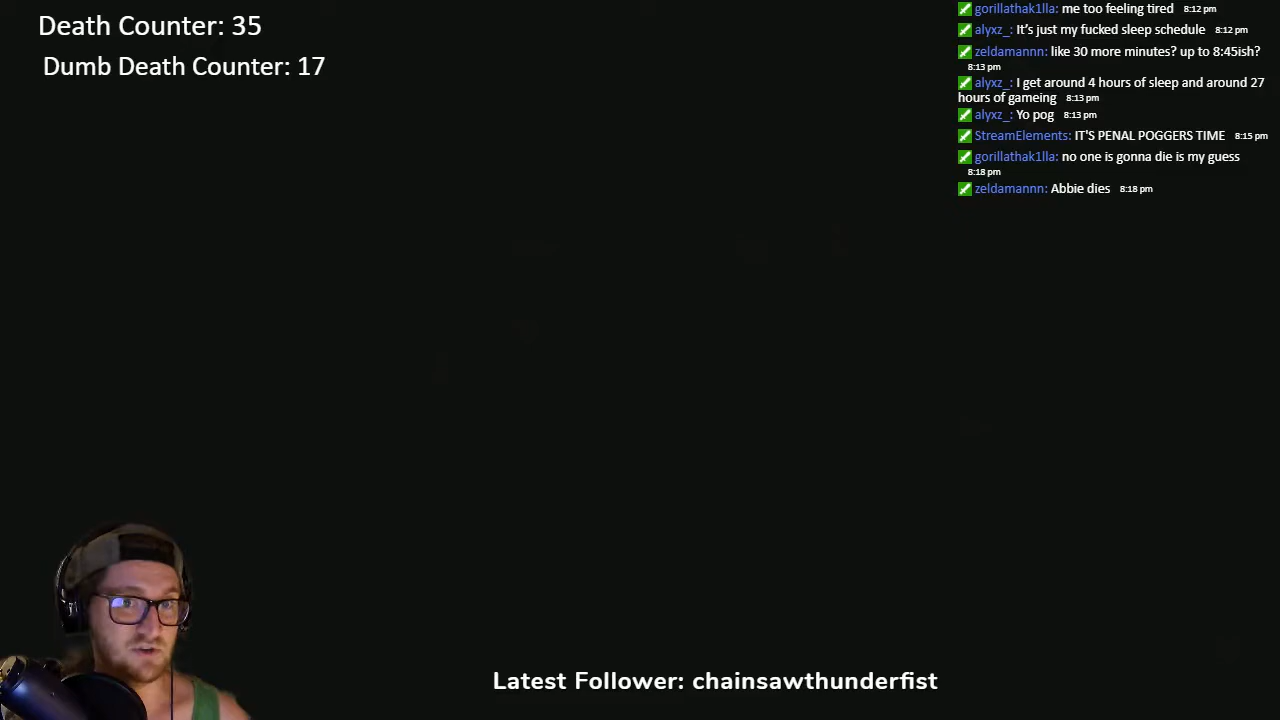 Death Counter: 35
Dumb Death Counter: 17
gorillathak1lla: me too feeling tired 8:12 pm
alyxz_: It's just my fucked sleep schedule 8:12 pm
zeldamannn: like 30 more minutes? up to 8:45ish?
8:13 pm
alyxz_: I get around 4 hours of sleep and around 27
hours of gameing 8:13 pm
alyxz_: Yo pog 8:13 pm
StreamElements: IT'S PENAL POGGERS TIME 8:15 pm
gorillathak1lla: no one is gonna die is my guess
8:18 pm
zeldamannn: Abbie dies 8:18 pm
Latest Follower: chainsawthunderfist